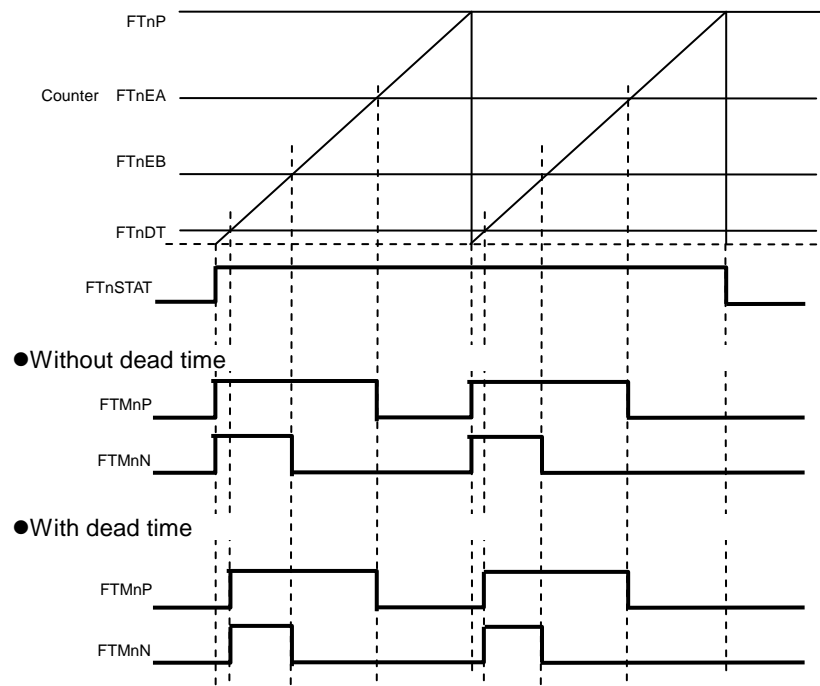 FTnP
Counter FTnEA
FTnEB
FTnDT
FTnSTAT
●Without dead time
FTMnP
FTMnN
●With dead time
FTMnP
FTMnN